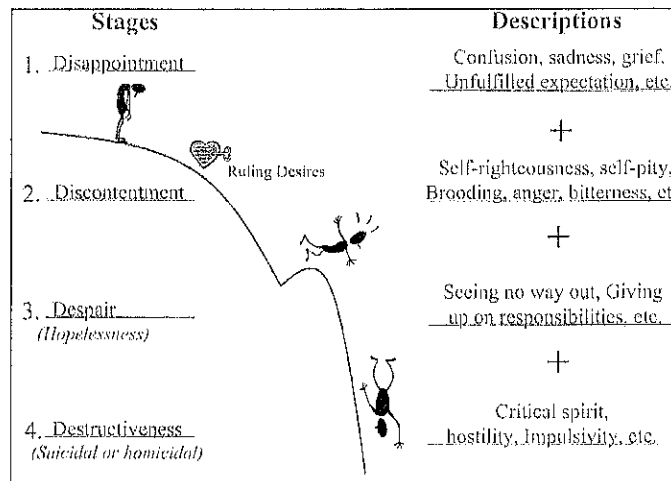 Stages
Descriptions
1. Disappointment
Confusion, sadness, grief,
Unfulfilled expectation, etc.
+
Ruling Desires
2. Discontentment
Self-righteousness, self-pity,
Brooding, anger, bitterness, et
+
3. Despair
(Hopelessness)
Seeing no way out, Giving
up on responsibilities, etc.
+
4. Destructiveness
(Suicidal or homicidal)
Critical spirit,
hostility, Impulsivity, etc.